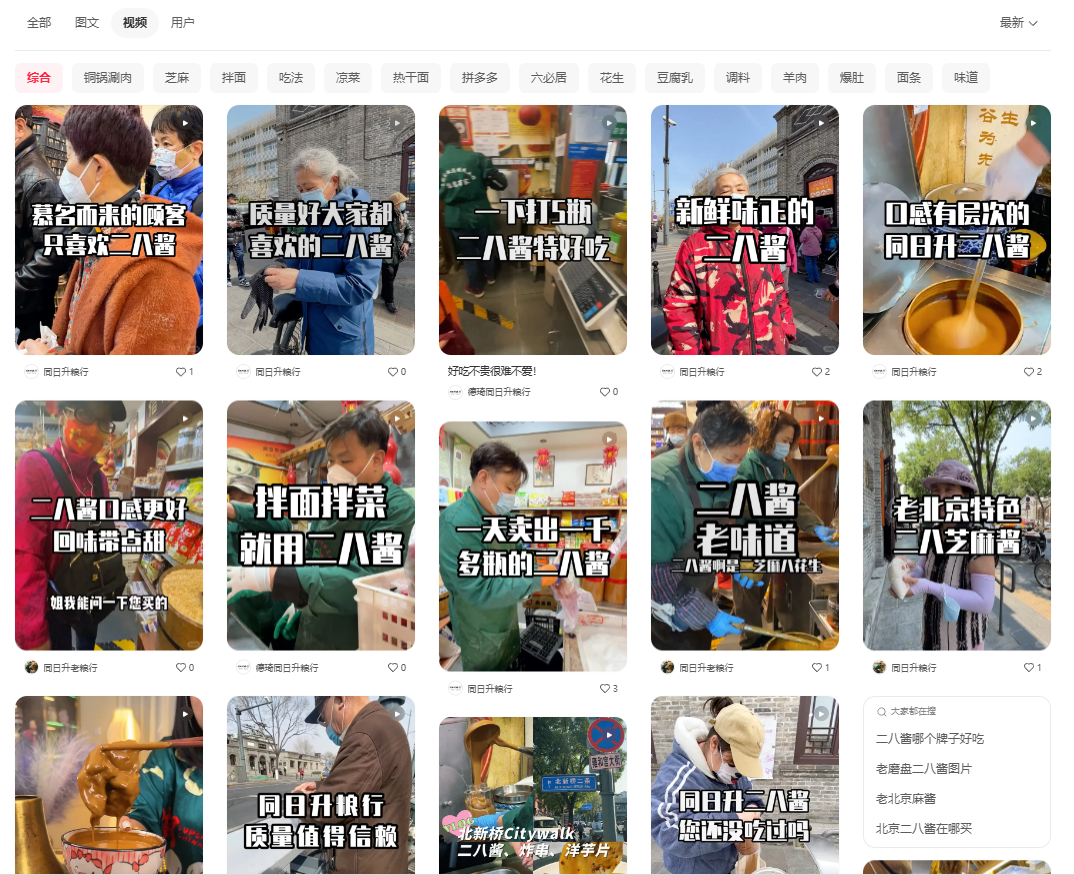 全部 图文 视频 用户 最新
综合 铜锅涮肉 芝麻 拌面 吃法 凉菜 热干面 拼多多 六必居 花生 豆腐乳 调料 羊肉 爆肚 面条 味道
慕名而来的顾客
只喜欢二八酱
同日升粮行 1
质量好大家都
喜欢的二八酱
同日升粮行 0
一下打5瓶
二八酱特好吃
好吃不贵很难不爱!
德琦同日升粮行 0
新鲜味正的
二八酱
同日升粮行 2
谷生
为
先
口感有层次的
同日升二八酱
同日升粮行 2
二八酱口感更好
回味带点甜
姐我能问一下您买的
同日升老粮行 0
拌面拌菜
就用二八酱
德琦同日升粮行 0
一天卖出一千
多瓶的二八酱
同日升粮行 3
二八酱
老味道
二八酱啊是二芝麻八花生
同日升老粮行 1
老北京特色
二八芝麻酱
同日升粮行 1
同日升粮行
质量值得信赖
雍和宫大街
北新桥二条
VLOG
北新桥Citywalk
二八酱、炸串、洋芋片
同日升二八酱
您还没吃过吗
大家都在搜
二八酱哪个牌子好吃
老磨盘二八酱图片
老北京麻酱
北京二八酱在哪买